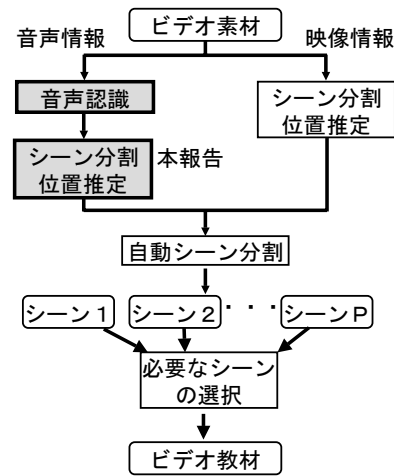 ビデオ素材
音声情報
映像情報
音声認識
シーン分割
位置推定
シーン分割
位置推定
本報告
自動シーン分割
シーン１
シーン２
・・・
シーンＰ
必要なシーン
の選択
ビデオ教材